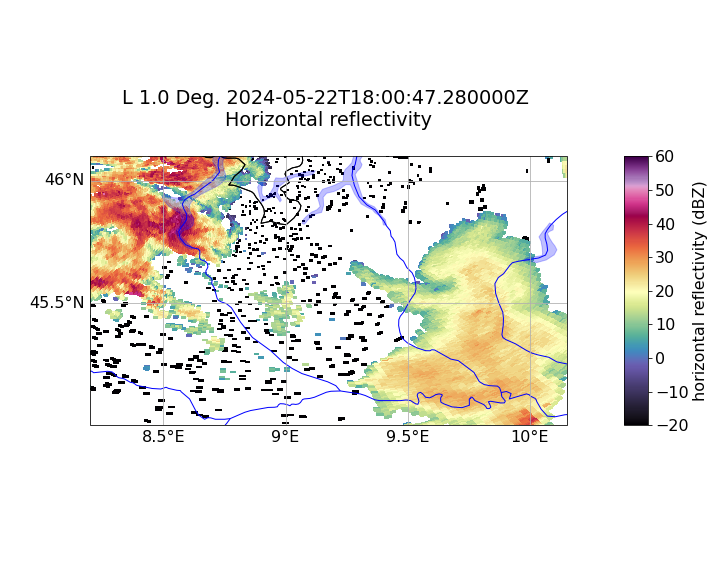 L 1.0 Deg. 2024-05-22T18:00:47.280000Z
Horizontal reflectivity
46°N
45.5°N
8.5°E
9°E
9.5°E
10°E
60
50
40
30
20
10
0
−10
−20
horizontal reflectivity (dBZ)